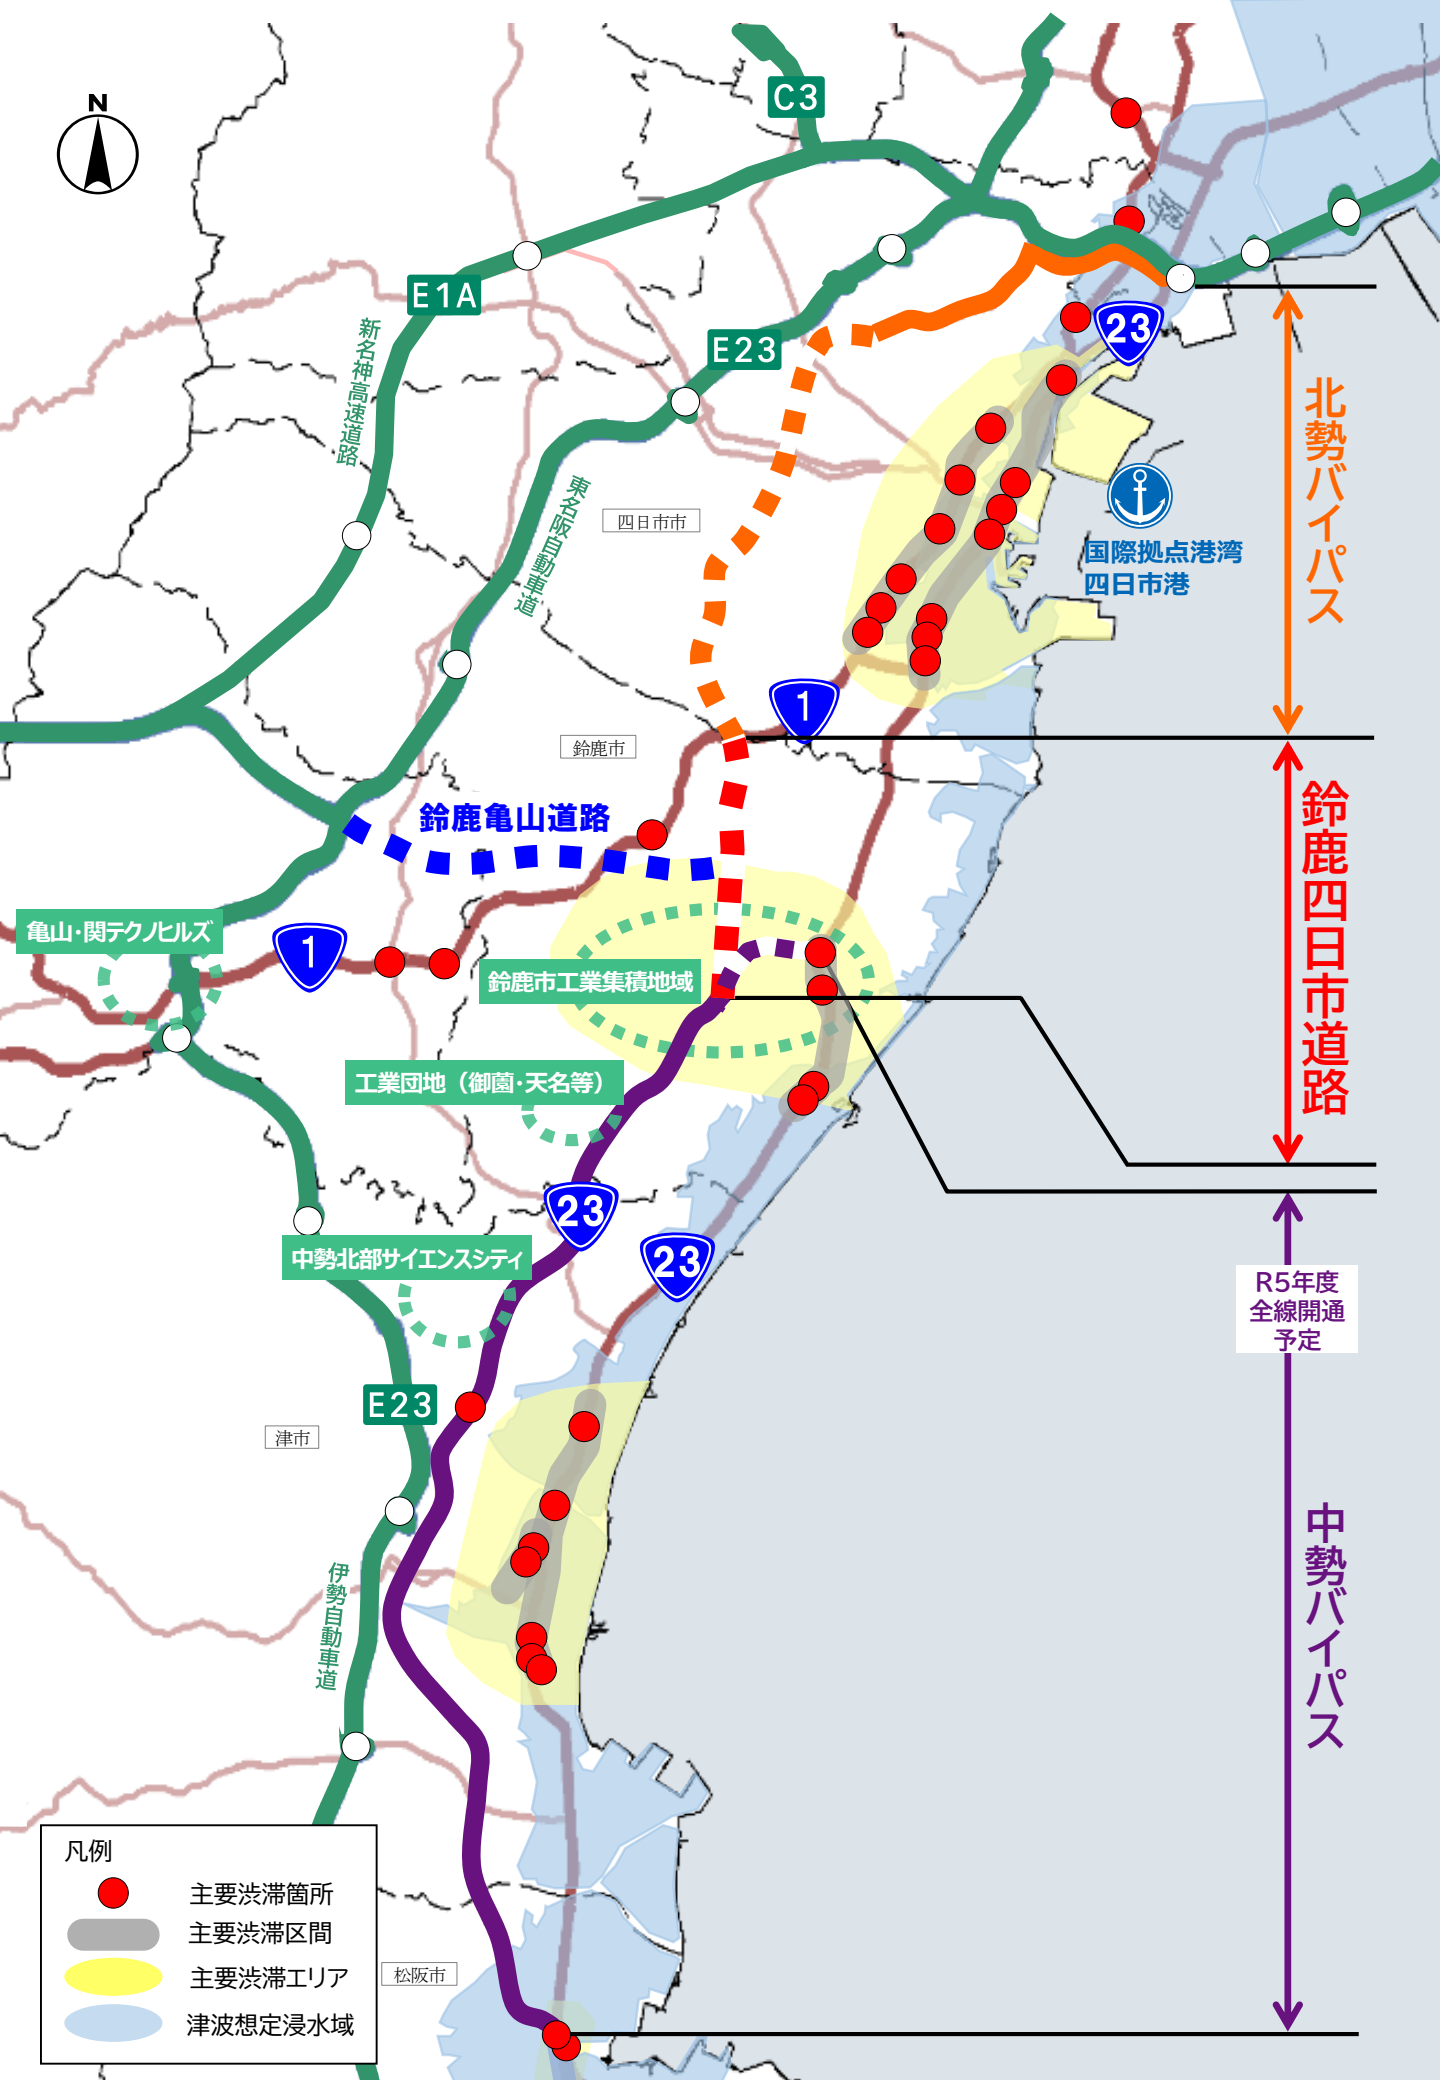 N
C3
E1A
新名神高速道路
E23
東名阪自動車道
四日市市
23
国際拠点港湾
四日市港
北勢バイパス
1
鈴鹿市
鈴鹿亀山道路
鈴鹿四日市道路
亀山・関テクノヒルズ
1
鈴鹿市工業集積地域
工業団地（御薗・天名等）
23
23
中勢北部サイエンスシティ
R5年度
全線開通
予定
E23
津市
中勢バイパス
伊勢自動車道
凡例
主要渋滞箇所
主要渋滞区間
主要渋滞エリア
津波想定浸水域
松阪市